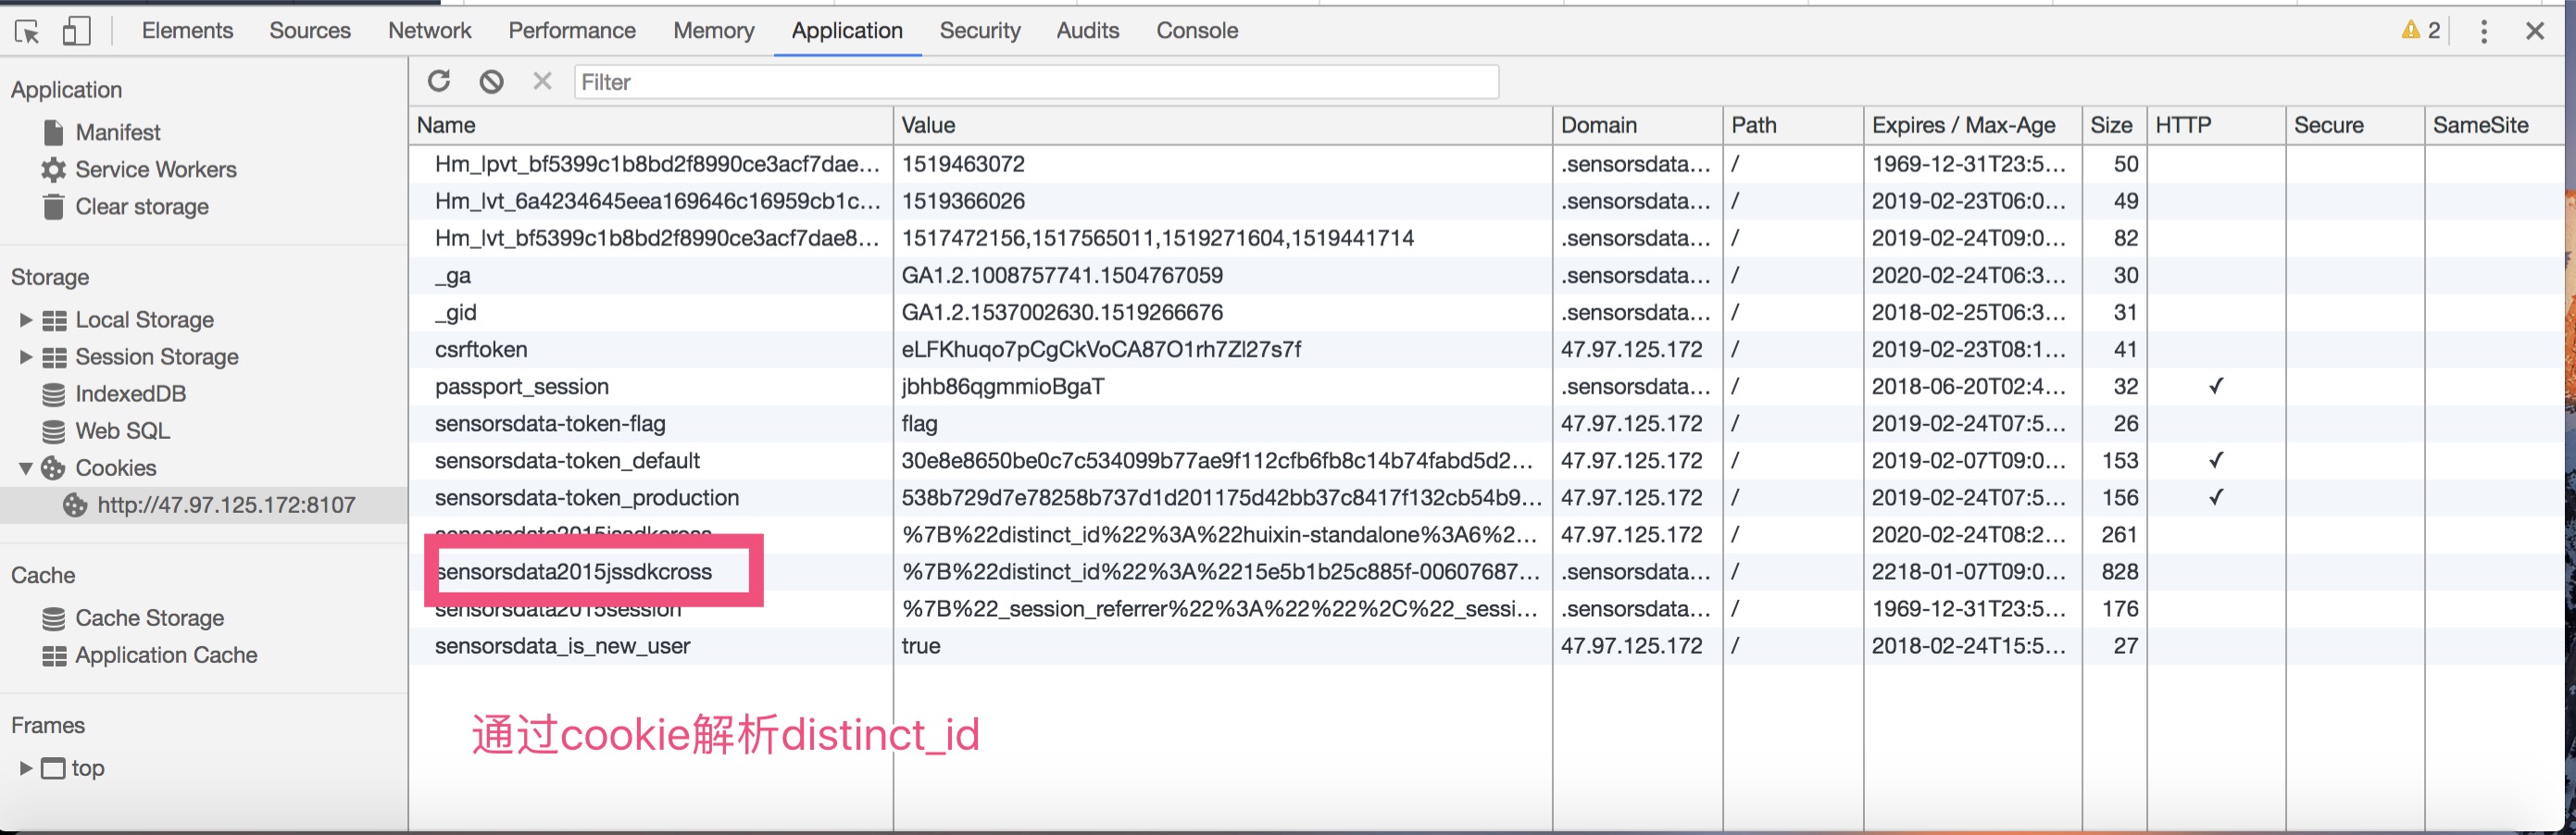 Elements Sources Network Performance Memory Application Security Audits Console 2
Application
Manifest
Service Workers
Clear storage
Storage
Local Storage
Session Storage
IndexedDB
Web SQL
Cookies
http://47.97.125.172:8107
Cache
Cache Storage
Application Cache
Frames
top
Filter
Name Value Domain Path Expires / Max-Age Size HTTP Secure SameSite
Hm_lpvt_bf5399c1b8bd2f8990ce3acf7dae... 1519463072 .sensorsdata... / 1969-12-31T23:5... 50
Hm_lvt_6a4234645eea169646c16959cb1c... 1519366026 .sensorsdata... / 2019-02-23T06:0... 49
Hm_lvt_bf5399c1b8bd2f8990ce3acf7dae8... 1517472156,1517565011,1519271604,1519441714 .sensorsdata... / 2019-02-24T09:0... 82
_ga GA1.2.1008757741.1504767059 .sensorsdata... / 2020-02-24T06:3... 30
_gid GA1.2.1537002630.1519266676 .sensorsdata... / 2018-02-25T06:3... 31
csrftoken eLFKhuqo7pCgCkVoCA87O1rh7Zl27s7f 47.97.125.172 / 2019-02-23T08:1... 41
passport_session jbhb86qgmmioBgaT .sensorsdata... / 2018-06-20T02:4... 32 ✓
sensorsdata-token-flag flag 47.97.125.172 / 2019-02-24T07:5... 26
sensorsdata-token_default 30e8e8650be0c7c534099b77ae9f112cfb6fb8c14b74fabd5d2... 47.97.125.172 / 2019-02-07T09:0... 153 ✓
sensorsdata-token_production 538b729d7e78258b737d1d201175d42bb37c8417f132cb54b9... 47.97.125.172 / 2019-02-24T07:5... 156 ✓
sensorsdata2015jssdkcross %7B%22distinct_id%22%3A%22huixin-standalone%3A6%2... 47.97.125.172 / 2020-02-24T08:2... 261
sensorsdata2015jssdkcross %7B%22distinct_id%22%3A%2215e5b1b25c885f-00607687... .sensorsdata... / 2218-01-07T09:0... 828
sensorsdata2015session %7B%22_session_referrer%22%3A%22%22%2C%22_sessi... .sensorsdata... / 1969-12-31T23:5... 176
sensorsdata_is_new_user true 47.97.125.172 / 2018-02-24T15:5... 27
通过cookie解析distinct_id